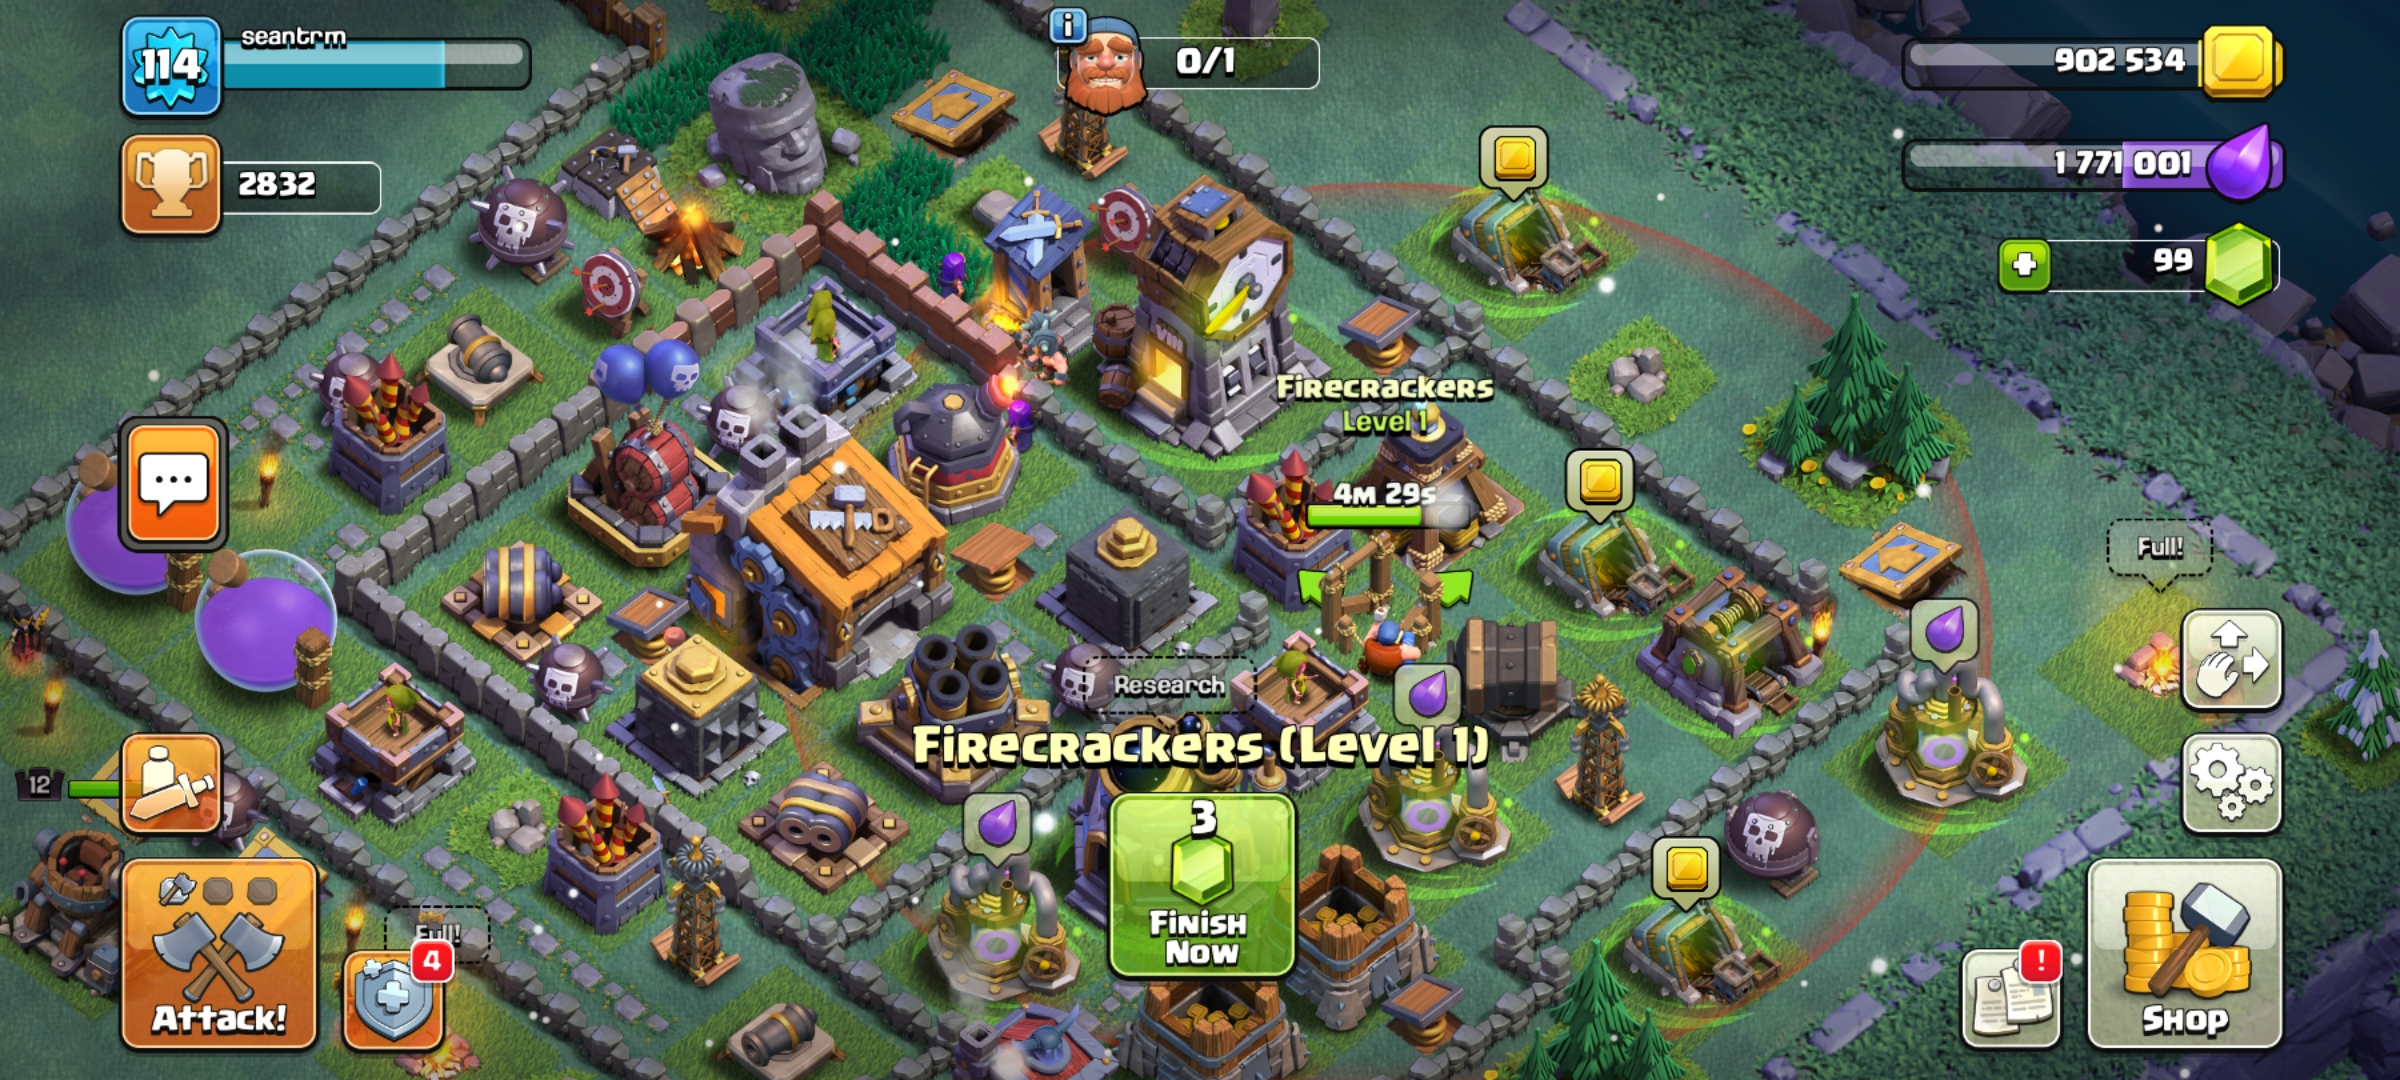 114
seantrm
i
0/1
902 534
2832
1 771 001
99
VIII
Firecrackers
Level 1
4m 29s
Full!
Research
Firecrackers (Level 1)
12
3
Finish
Now
Full!
4
Attack!
!
Shop